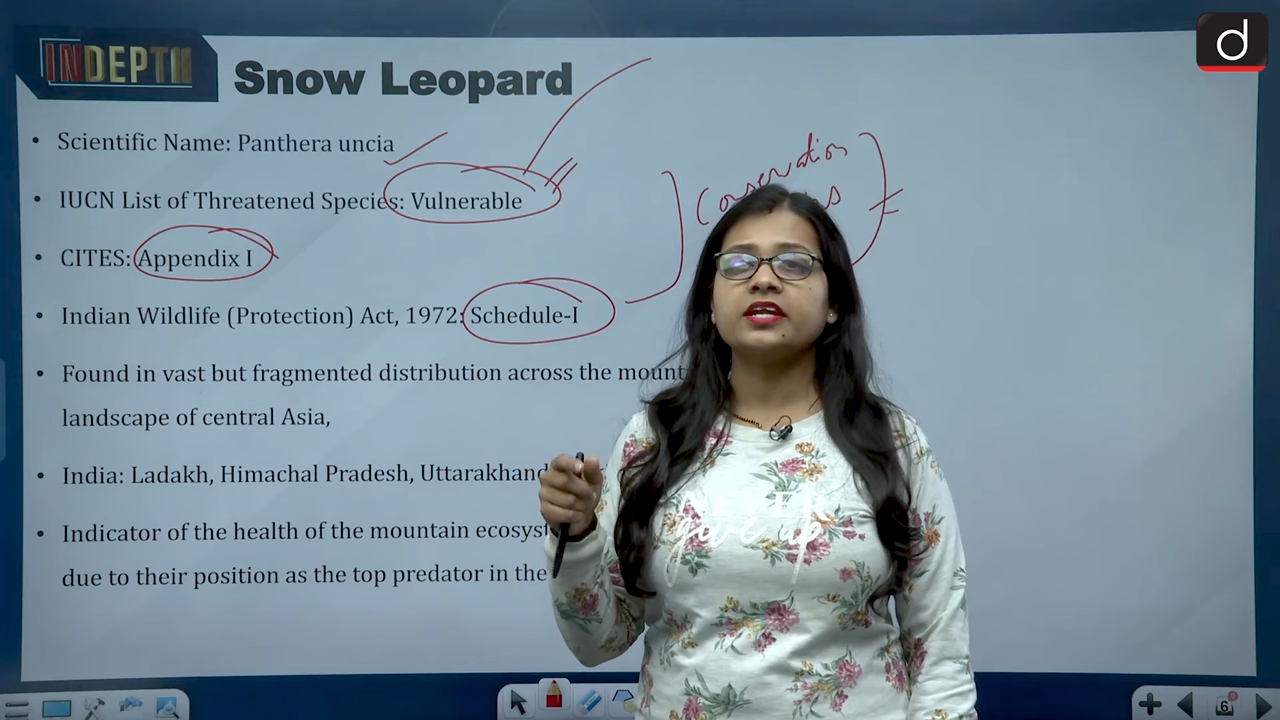 INDEPTH
d
Snow Leopard
• Scientific Name: Panthera uncia
• IUCN List of Threatened Species: Vulnerable
• CITES: Appendix I
• Indian Wildlife (Protection) Act, 1972: Schedule-I
• Found in vast but fragmented distribution across the mount
landscape of central Asia,
• India: Ladakh, Himachal Pradesh, Uttarakhand
• Indicator of the health of the mountain ecosyst
due to their position as the top predator in the
Conservation
give up
6